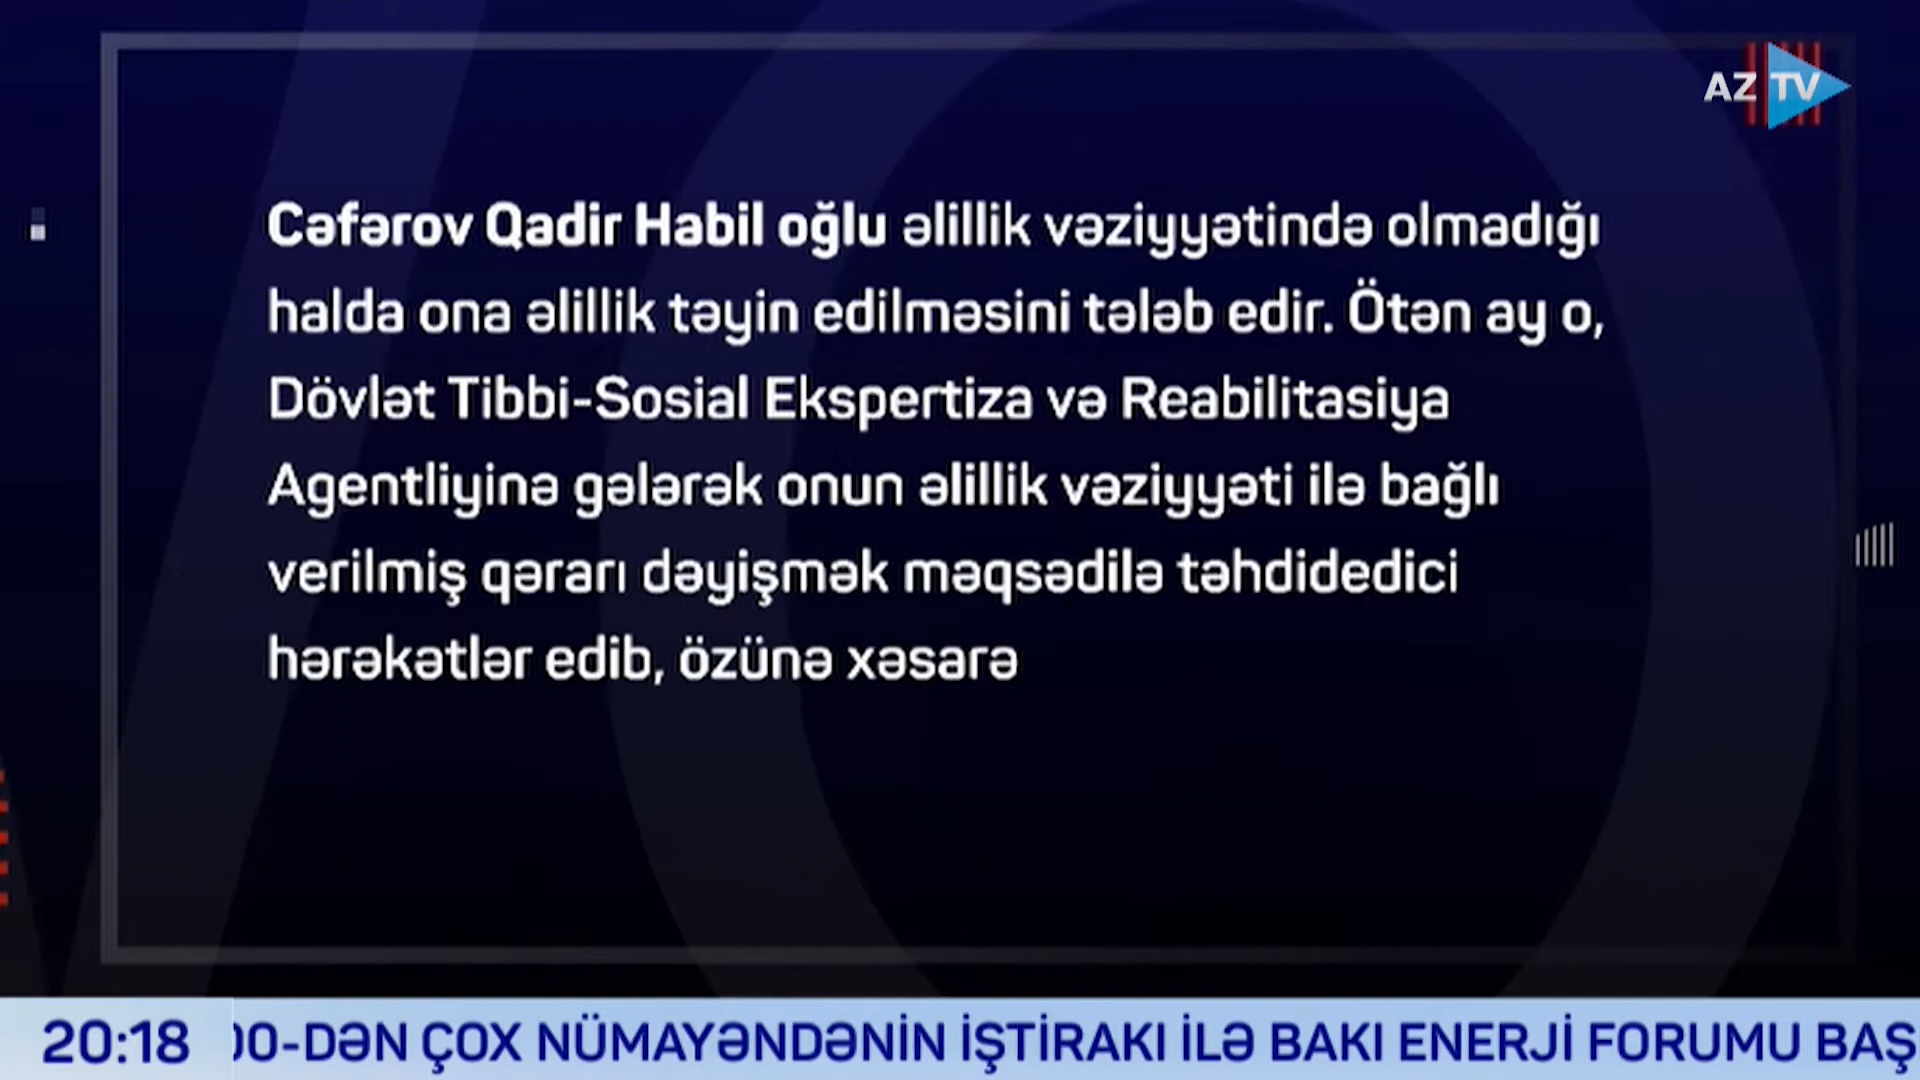 AZTV
Cəfərov Qadir Habil oğlu əlillik vəziyyətində olmadığı
halda ona əlillik təyin edilməsini tələb edir. Ötən ay o,
Dövlət Tibbi-Sosial Ekspertiza və Reabilitasiya
Agentliyinə gələrək onun əlillik vəziyyəti ilə bağlı
verilmiş qərarı dəyişmək məqsədilə təhdidedici
hərəkətlər edib, özünə xəsarə
20:18 00-DƏN ÇOX NÜMAYƏNDƏNİN İŞTİRAKI İLƏ BAKI ENERJİ FORUMU BAŞ